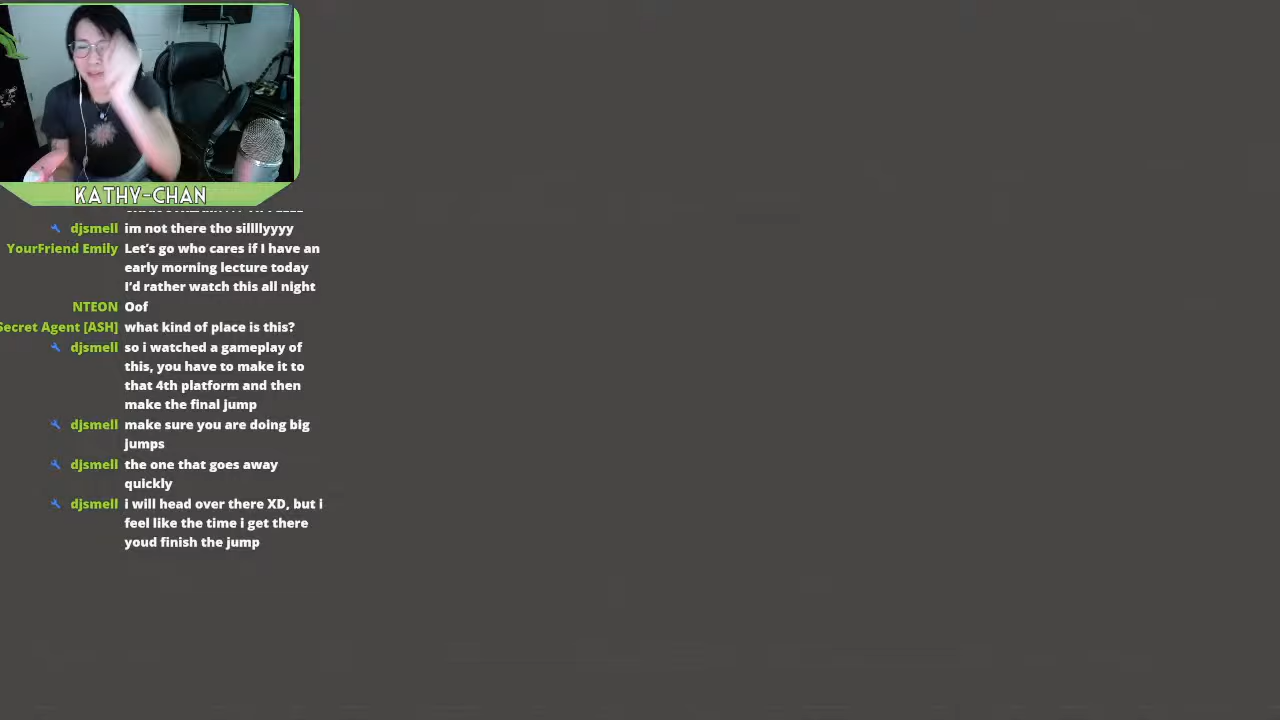 KATHY-CHAN
djsmell im not there tho sillllyyyy
YourFriend Emily Let's go who cares if I have an
early morning lecture today
I'd rather watch this all night
NTEON Oof
Secret Agent [ASH] what kind of place is this?
djsmell so i watched a gameplay of
this, you have to make it to
that 4th platform and then
make the final jump
djsmell make sure you are doing big
jumps
djsmell the one that goes away
quickly
djsmell i will head over there XD, but i
feel like the time i get there
youd finish the jump